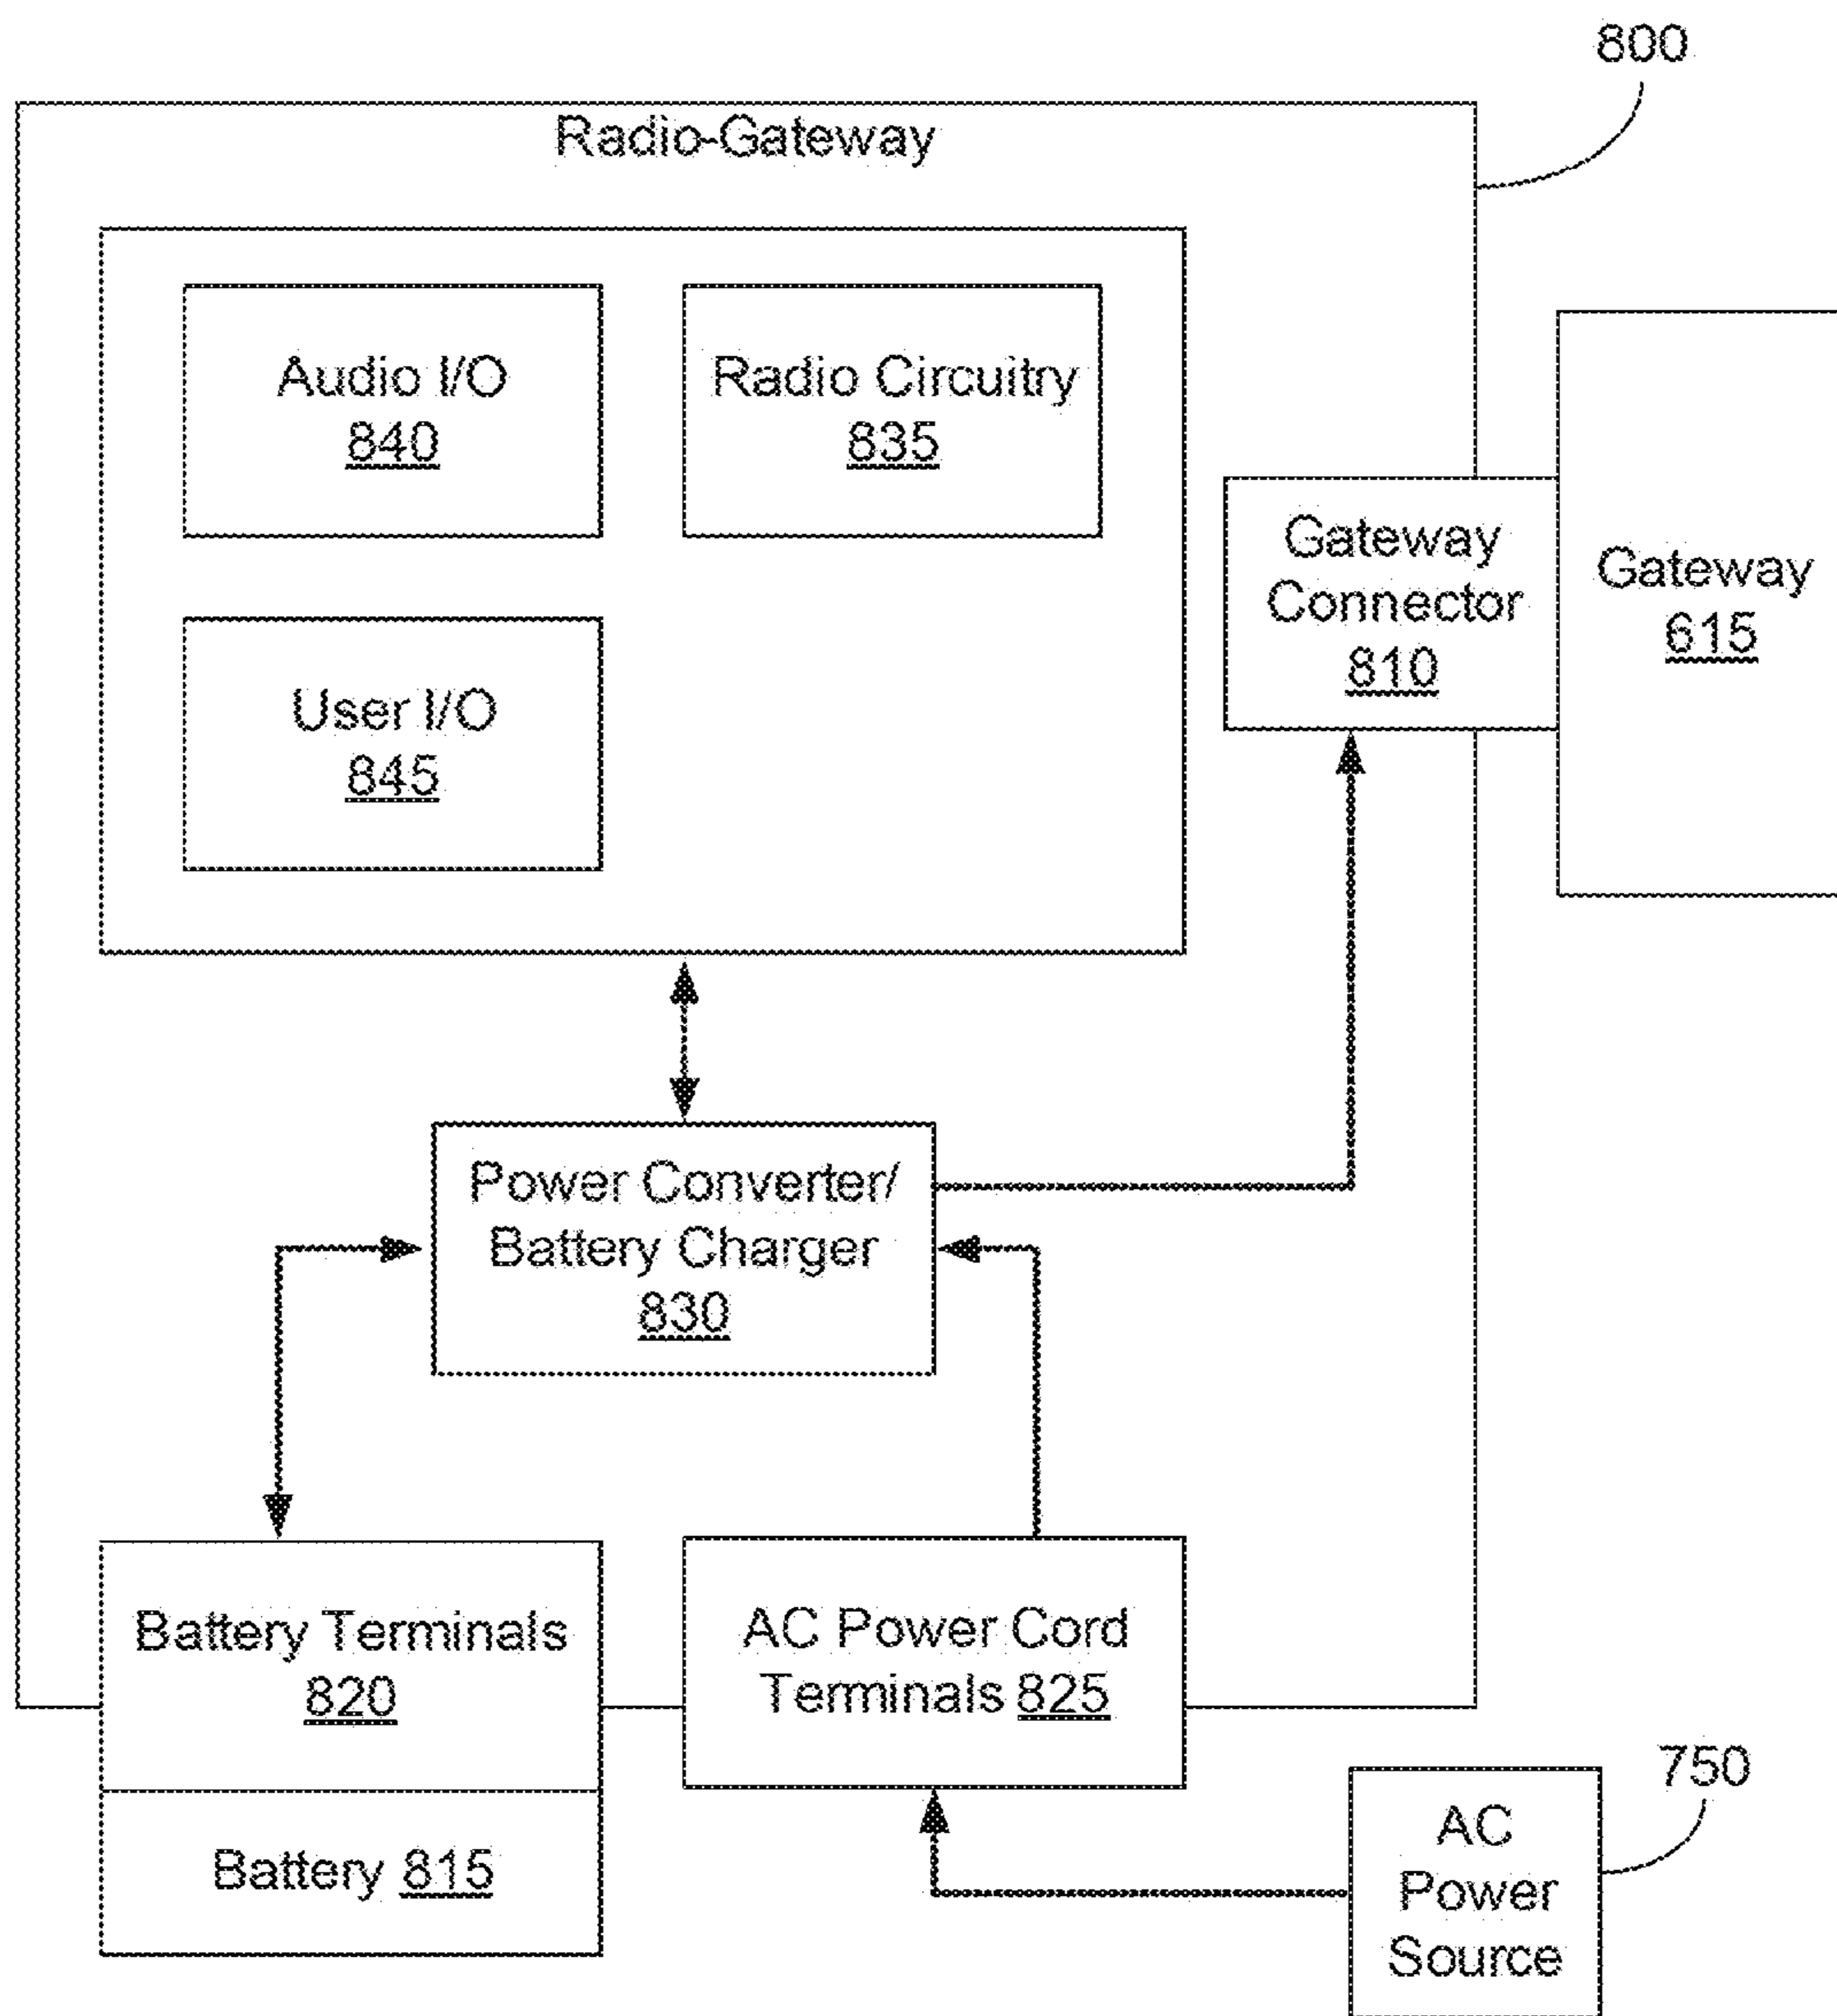 800
Radio-Gateway
Audio I/O
840
Radio Circuitry
835
Gateway
Connector
810
Gateway
615
User I/O
845
Power Converter/
Battery Charger
830
Battery Terminals
820
AC Power Cord
Terminals 825
Battery 815
750
AC
Power
Source